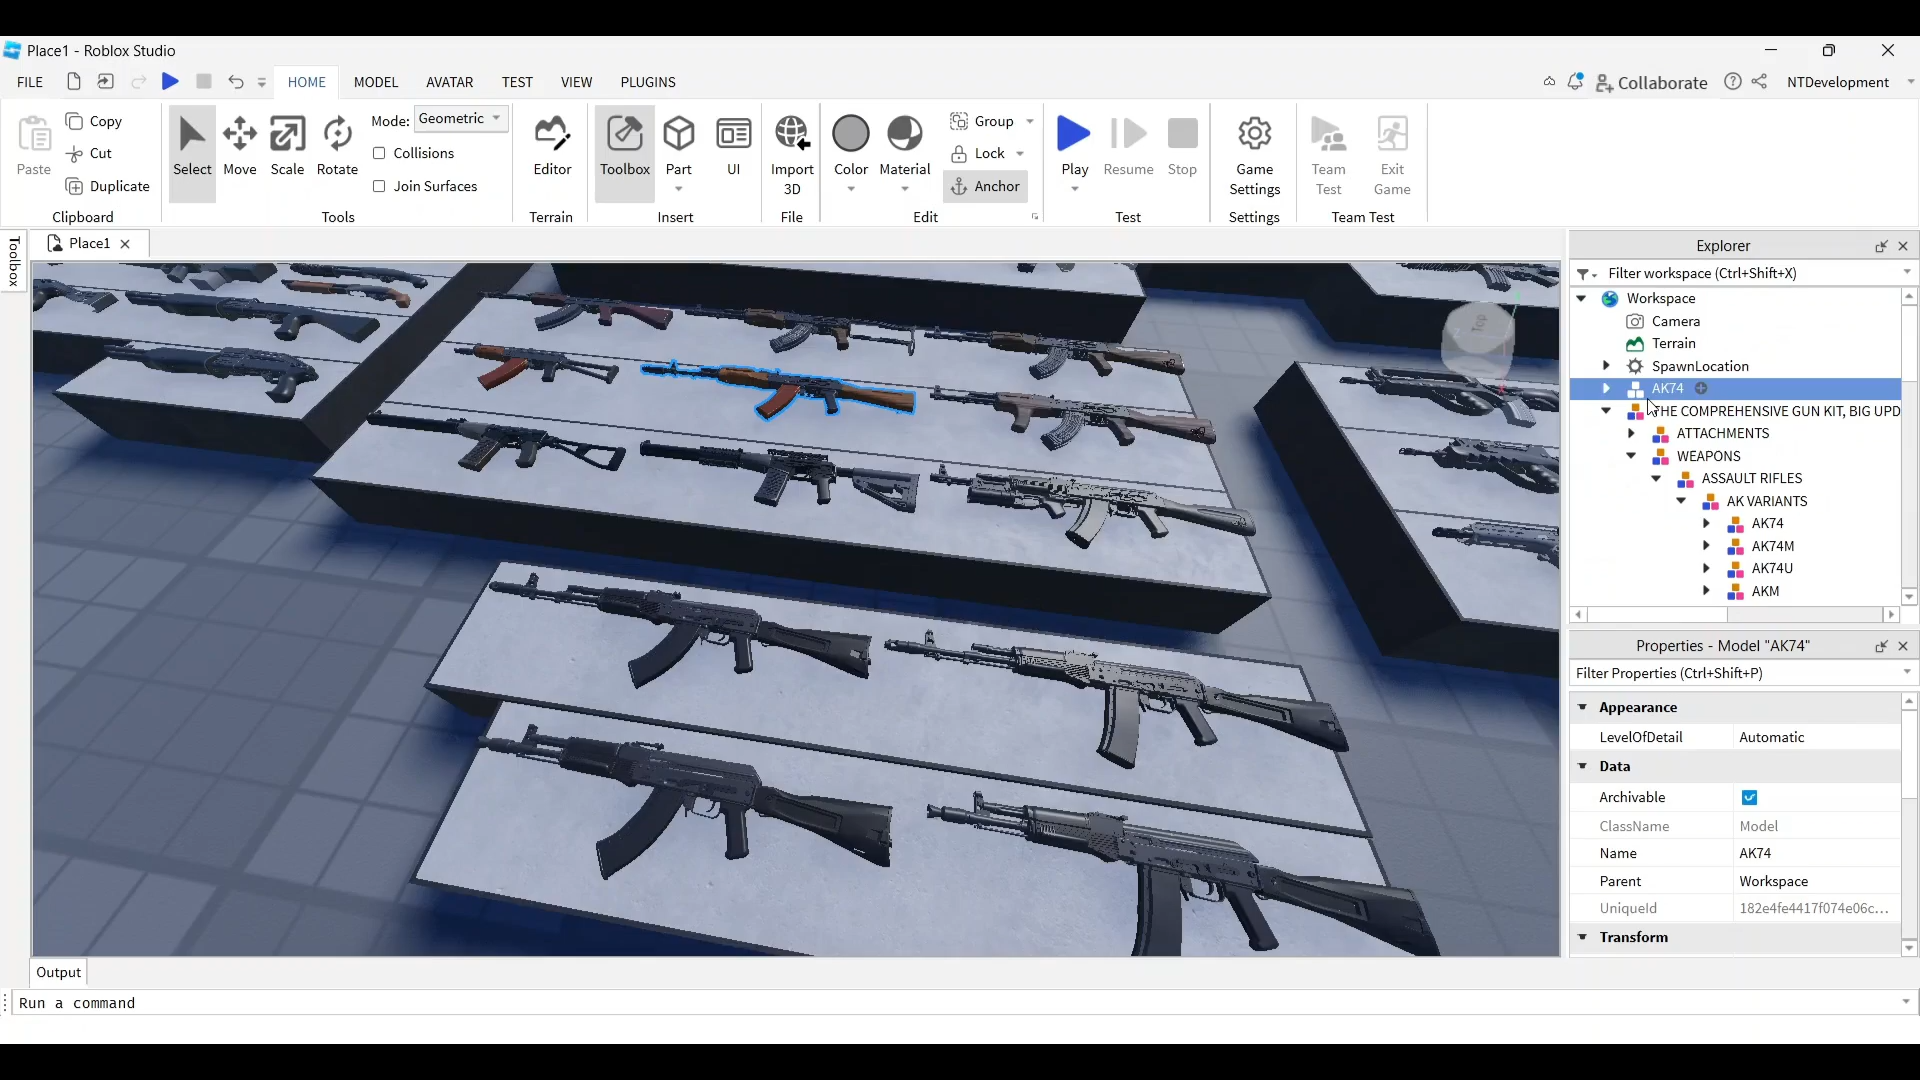 Place1 - Roblox Studio
FILE HOME MODEL AVATAR TEST VIEW PLUGINS Collaborate NTDevelopment
Paste
Copy
Cut
Duplicate
Clipboard
Select Move Scale Rotate
Mode: Geometric
Collisions
Join Surfaces
Tools
Editor
Terrain
Toolbox Part UI
Insert
Import
3D
File
Color Material
Group
Lock
Anchor
Edit
Play Resume Stop
Test
Game
Settings
Settings
Team
Test
Exit
Game
Team Test
Toolbox
Place1
Top
Explorer
Filter workspace (Ctrl+Shift+X)
Workspace
Camera
Terrain
SpawnLocation
AK74
THE COMPREHENSIVE GUN KIT, BIG UPD
ATTACHMENTS
WEAPONS
ASSAULT RIFLES
AK VARIANTS
AK74
AK74M
AK74U
AKM
Properties - Model "AK74"
Filter Properties (Ctrl+Shift+P)
Appearance
LevelOfDetail Automatic
Data
Archivable
ClassName Model
Name AK74
Parent Workspace
UniqueId 182e4fe4417f074e06c...
Transform
Output
Run a command